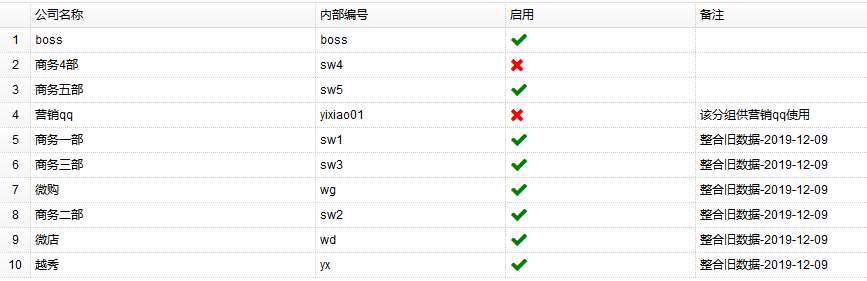 公司名称 内部编号 启用 备注
1 boss boss
2 商务4部 sw4
3 商务五部 sw5
4 营销qq yixiao01 该分组供营销qq使用
5 商务一部 sw1 整合旧数据-2019-12-09
6 商务三部 sw3 整合旧数据-2019-12-09
7 微购 wg 整合旧数据-2019-12-09
8 商务二部 sw2 整合旧数据-2019-12-09
9 微店 wd 整合旧数据-2019-12-09
10 越秀 yx 整合旧数据-2019-12-09